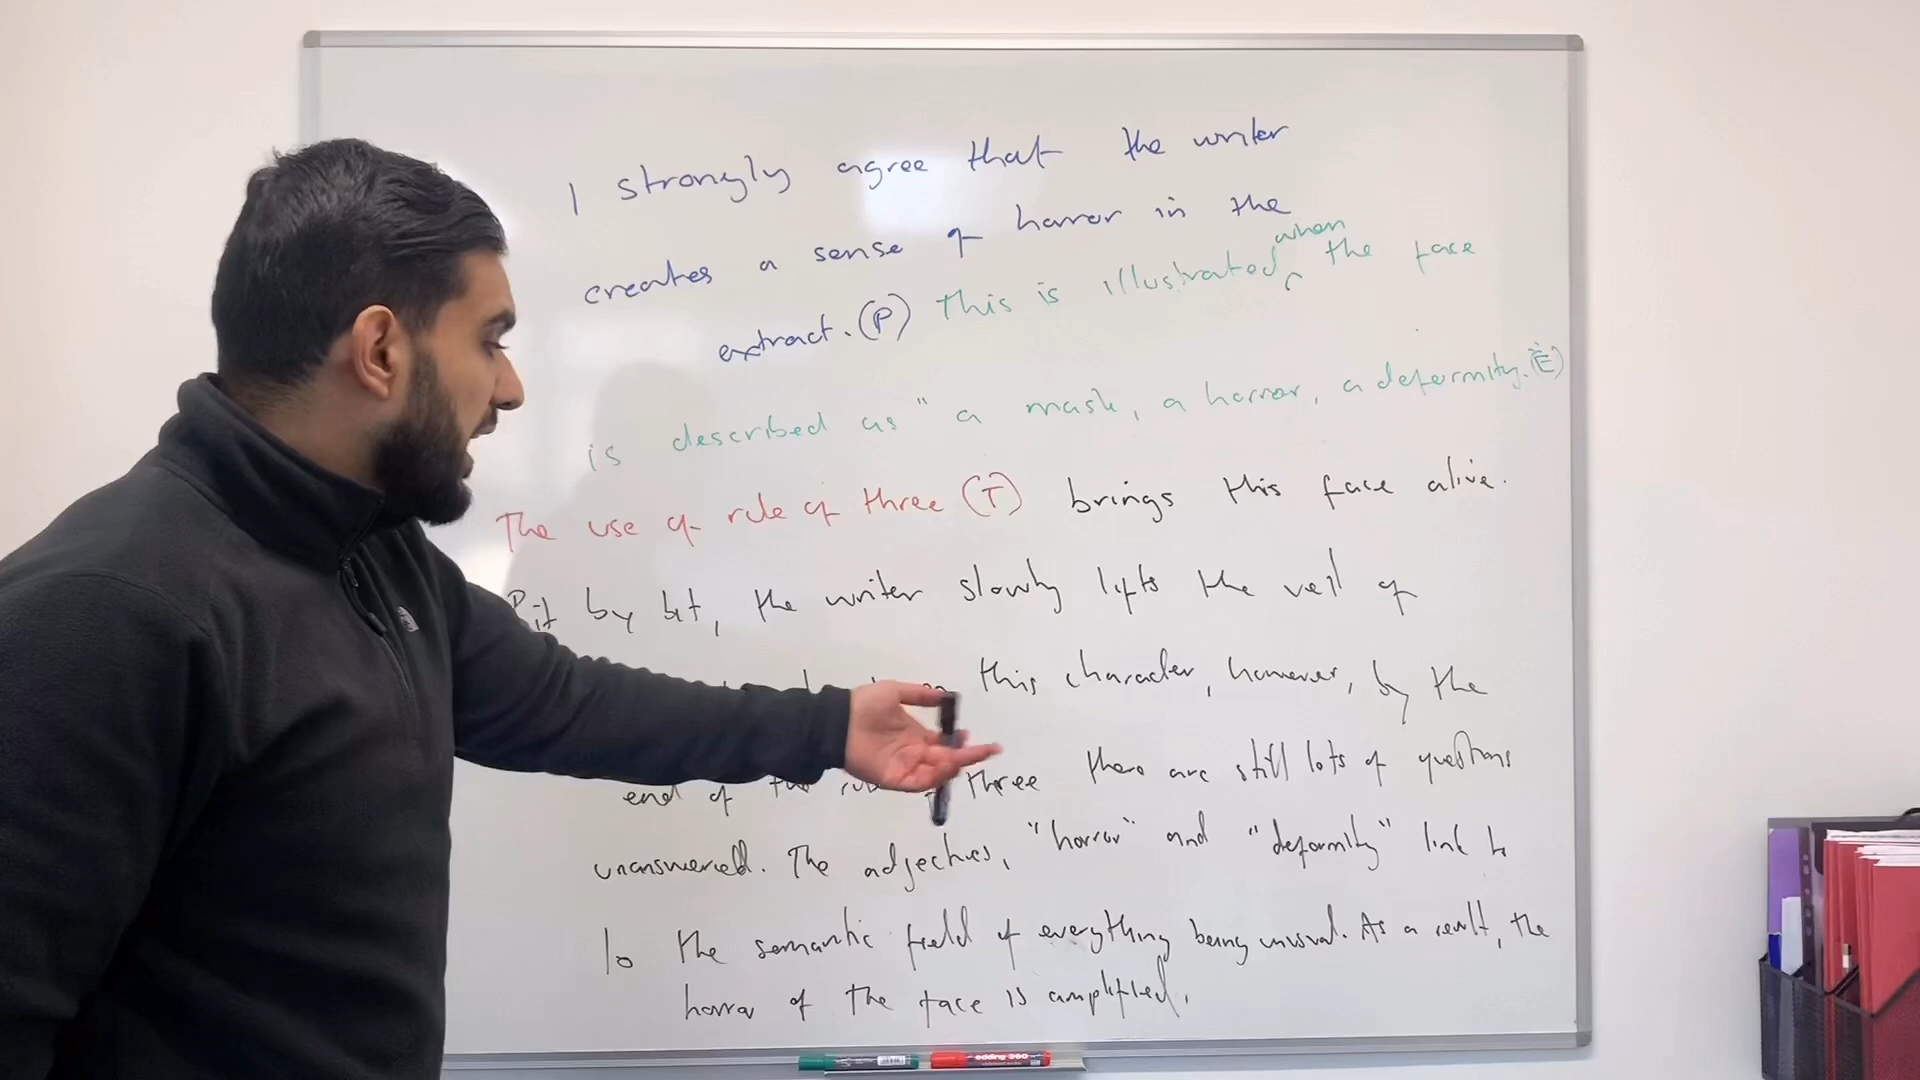 I strongly agree that the writer
creates a sense of horror in the
extract. (P) This is illustrated when the face
is described as "a mask, a horror, a deformity. (E)
The use of rule of three (T) brings this face alive.
Bit by bit, the writer slowly lifts the veil of
this character, however, by the
end of the three there are still lots of questions
unanswered. The adjectives, "horror" and "deformity" link to
to the semantic field of everything being unusual. As a result, the
horror of the face is amplified.
edding 360